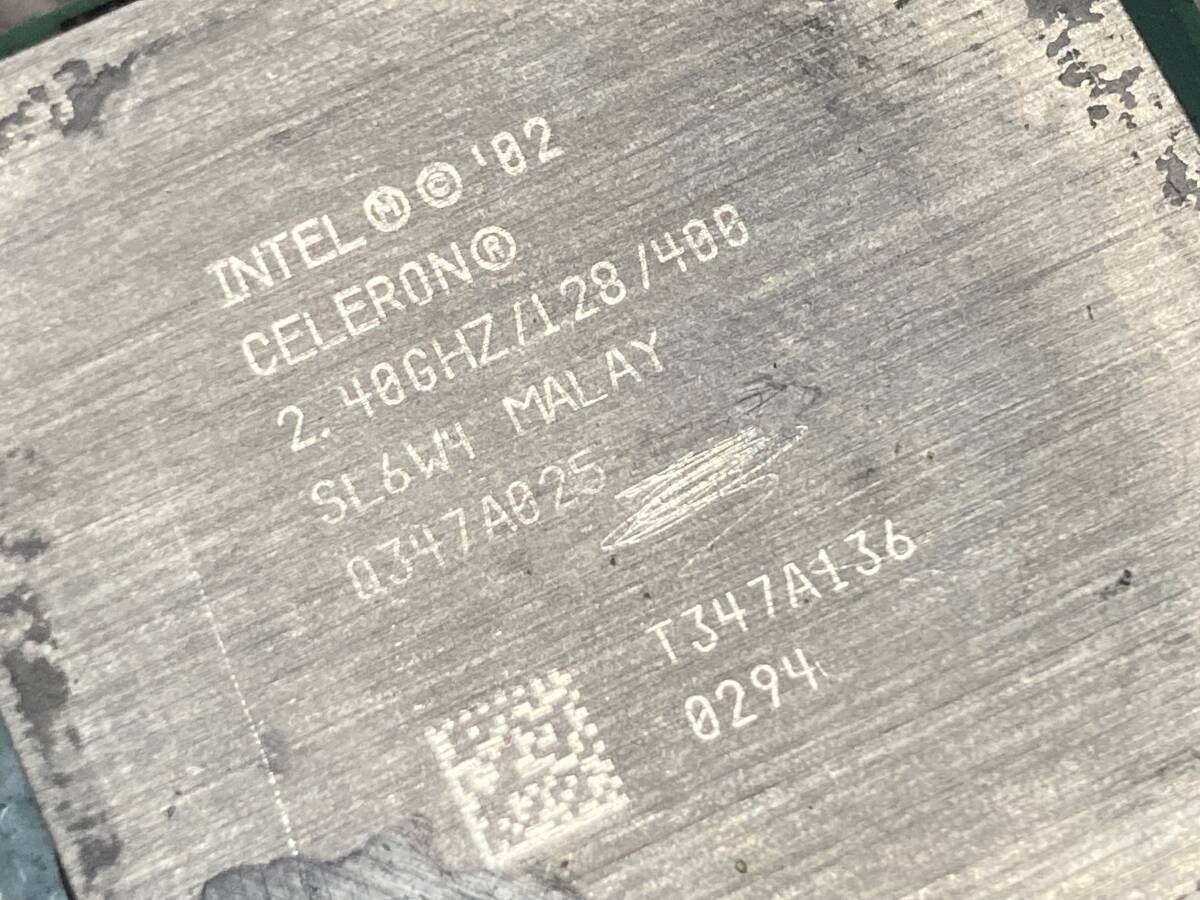 INTEL Ⓜ © '02
CELERON®
2.40GHZ/128/400
SL6W4 MALAY
Q347A025
T347A136
0294